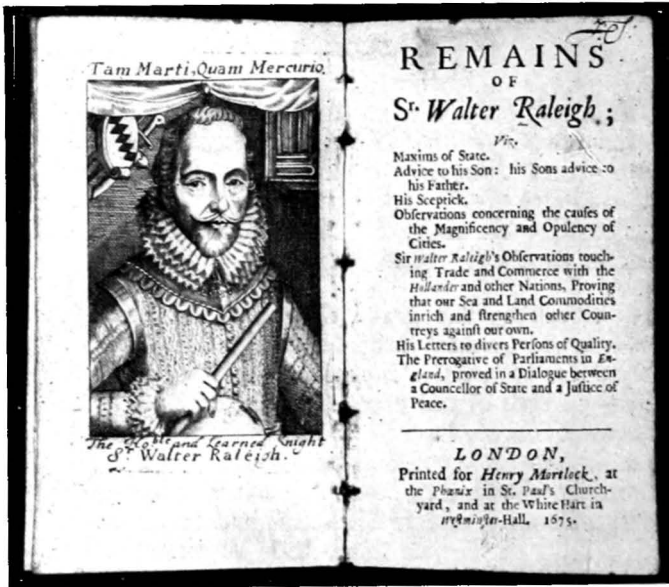 Tam Marti, Quam Mercurio.
The Noble and Learned Knight
Sr. Walter Raleigh.
REMAINS
OF
Sr. Walter Raleigh;
Viz.
Maxims of State.
Advice to his Son: his Sons advice to
his Father.
His Sceptick.
Obſervations concerning the cauſes of
the Magnificency and Opulency of
Cities.
Sir Walter Raleigh's Obſervations touch-
ing Trade and Commerce with the
Hollander and other Nations, Proving
that our Sea and Land Commodities
inrich and ſtrengthen other Coun-
treys againſt our own.
His Letters to divers Perſons of Quality.
The Prerogative of Parliaments in En-
gland, proved in a Dialogue between
a Councellor of State and a Juſtice of
Peace.
LONDON,
Printed for Henry Mortlock, at
the Phœnix in St. Paul's Church-
yard, and at the White Hart in
Weſtminſter-Hall. 1675.